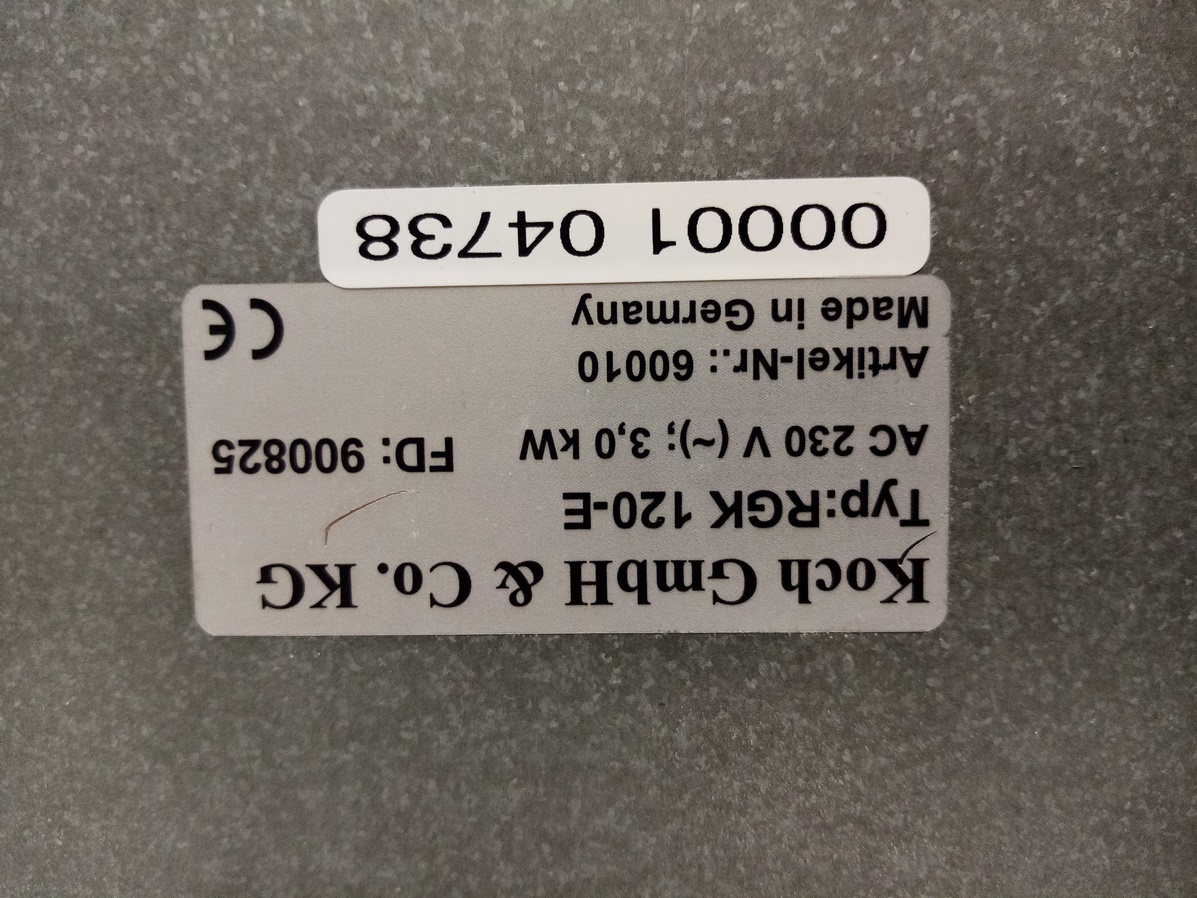 Koch GmbH & Co. KG
Typ:RGK 120-E
AC 230 V (~); 3,0 kW FD: 900825
Artikel-Nr.: 60010
Made in Germany CE
00001 04738